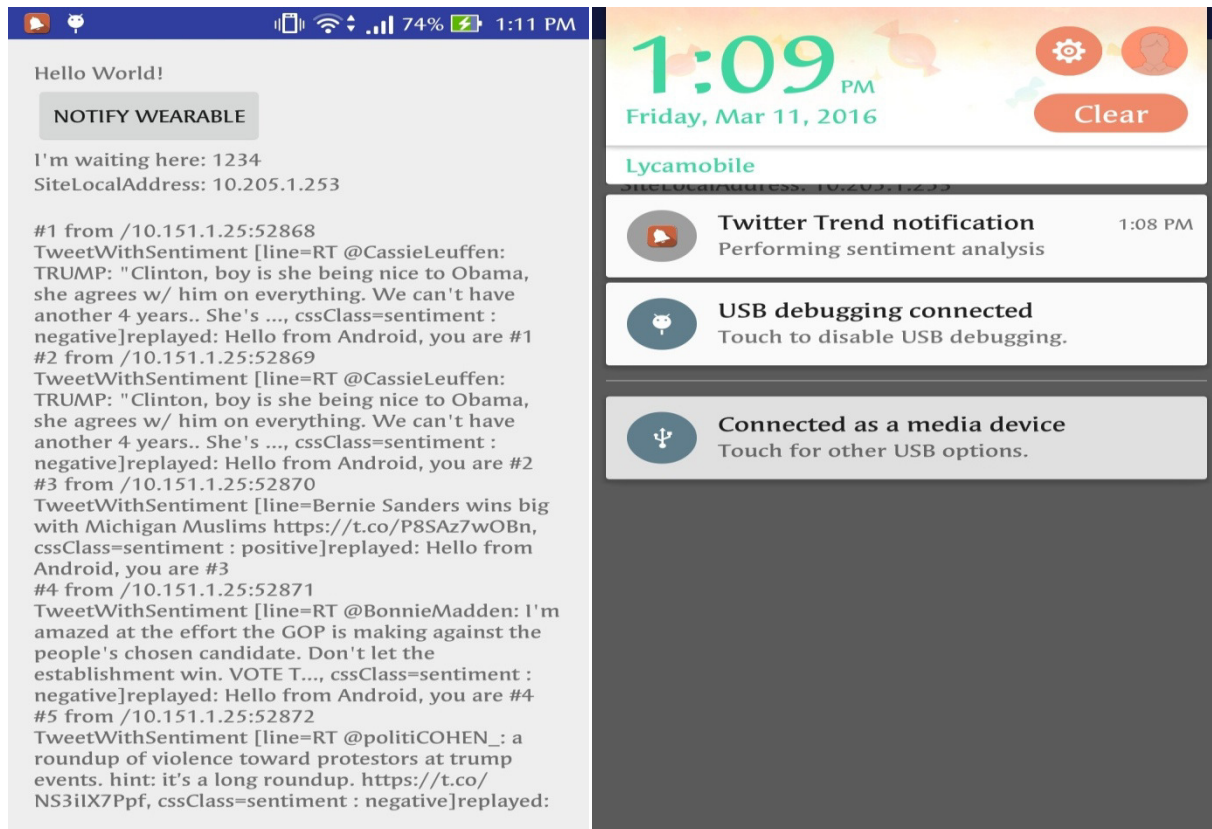 74% 1:11 PM
Hello World!
NOTIFY WEARABLE
I'm waiting here: 1234
SiteLocalAddress: 10.205.1.253
#1 from /10.151.1.25:52868
TweetWithSentiment [line=RT @CassieLeuffen:
TRUMP: "Clinton, boy is she being nice to Obama,
she agrees w/ him on everything. We can't have
another 4 years.. She's ..., cssClass=sentiment :
negative]replayed: Hello from Android, you are #1
#2 from /10.151.1.25:52869
TweetWithSentiment [line=RT @CassieLeuffen:
TRUMP: "Clinton, boy is she being nice to Obama,
she agrees w/ him on everything. We can't have
another 4 years.. She's ..., cssClass=sentiment :
negative]replayed: Hello from Android, you are #2
#3 from /10.151.1.25:52870
TweetWithSentiment [line=Bernie Sanders wins big
with Michigan Muslims https://t.co/P8SAz7wOBn,
cssClass=sentiment : positive]replayed: Hello from
Android, you are #3
#4 from /10.151.1.25:52871
TweetWithSentiment [line=RT @BonnieMadden: I'm
amazed at the effort the GOP is making against the
people's chosen candidate. Don't let the
establishment win. VOTE T..., cssClass=sentiment :
negative]replayed: Hello from Android, you are #4
#5 from /10.151.1.25:52872
TweetWithSentiment [line=RT @politiCOHEN_: a
roundup of violence toward protestors at trump
events. hint: it's a long roundup. https://t.co/
NS3iIX7Ppf, cssClass=sentiment : negative]replayed:
1:09 PM
Friday, Mar 11, 2016
Clear
Lycamobile
SiteLocalAddress: 10.205.1.253
Twitter Trend notification 1:08 PM
Performing sentiment analysis
USB debugging connected
Touch to disable USB debugging.
Connected as a media device
Touch for other USB options.